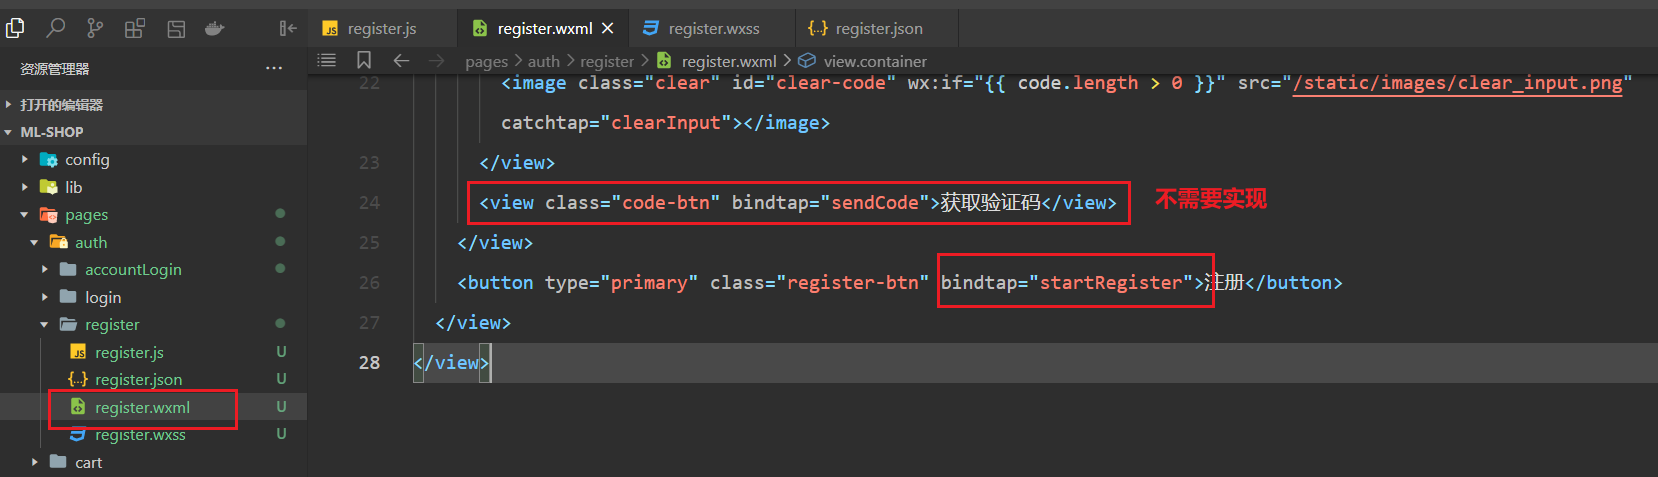 register.js
register.wxml
register.wxss
register.json
资源管理器
pages > auth > register > register.wxml > view.container
打开的编辑器
ML-SHOP
config
lib
pages
auth
accountLogin
login
register
register.js U
register.json U
register.wxml U
register.wxss U
cart
22 <image class="clear" id="clear-code" wx:if="{{ code.length > 0 }}" src="/static/images/clear_input.png"
catchtap="clearInput"></image>
23 </view>
24 <view class="code-btn" bindtap="sendCode">获取验证码</view>
不需要实现
25 </view>
26 <button type="primary" class="register-btn" bindtap="startRegister">注册</button>
27 </view>
28 </view>